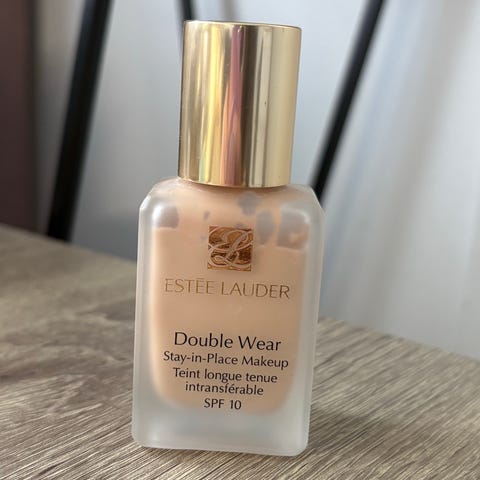 ESTĒE LAUDER
Double Wear
Stay-in-Place Makeup
Teint longue tenue
intransférable
SPF 10